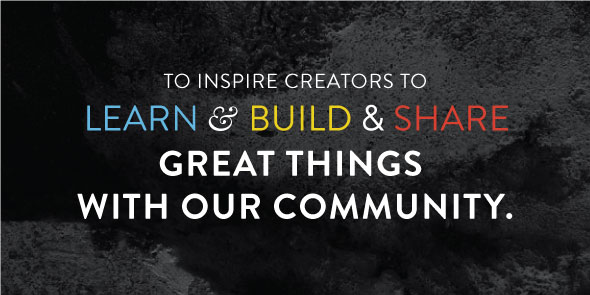 TO INSPIRE CREATORS TO
LEARN & BUILD & SHARE
GREAT THINGS
WITH OUR COMMUNITY.